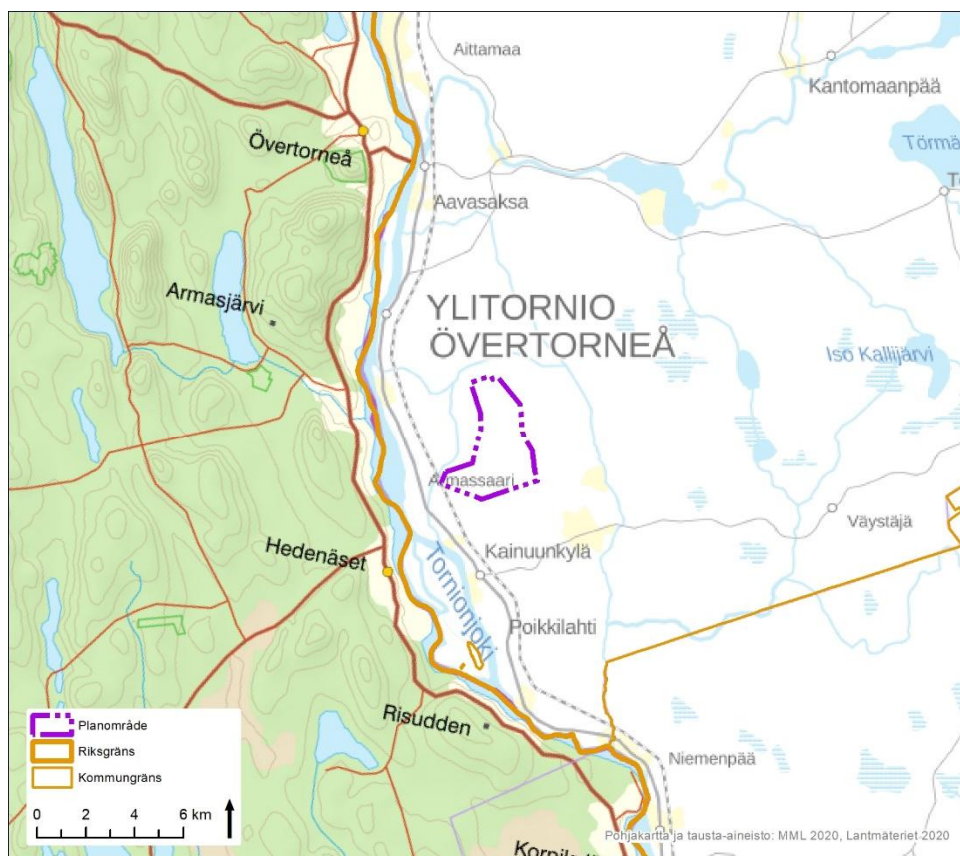 Aittamaa
Kantomaanpää
Övertorneå
Törmä
Aavasaksa
Armasjärvi
YLITORNIO
ÖVERTORNEÅ
Iso Kallijärvi
Armassaari
Väystäjä
Hedenäset
Kainuunkylä
Tornionjoki
Poikkilahti
Risudden
Niemenpää
Planområde
Riksgräns
Kommungräns
0 2 4 6 km
Pohjakartta ja tausta-aineisto: MML 2020, Lantmäteriet 2020